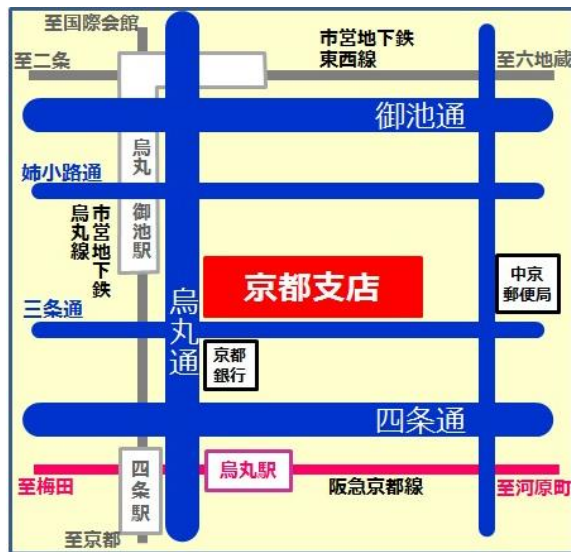 至国際会館
至二条
市営地下鉄
東西線
至六地蔵
御池通
烏丸
御池駅
姉小路通
市営地下鉄
烏丸線
京都支店
中京
郵便局
三条通
烏丸通
京都
銀行
四条通
四条駅
烏丸駅
至梅田
阪急京都線
至河原町
至京都